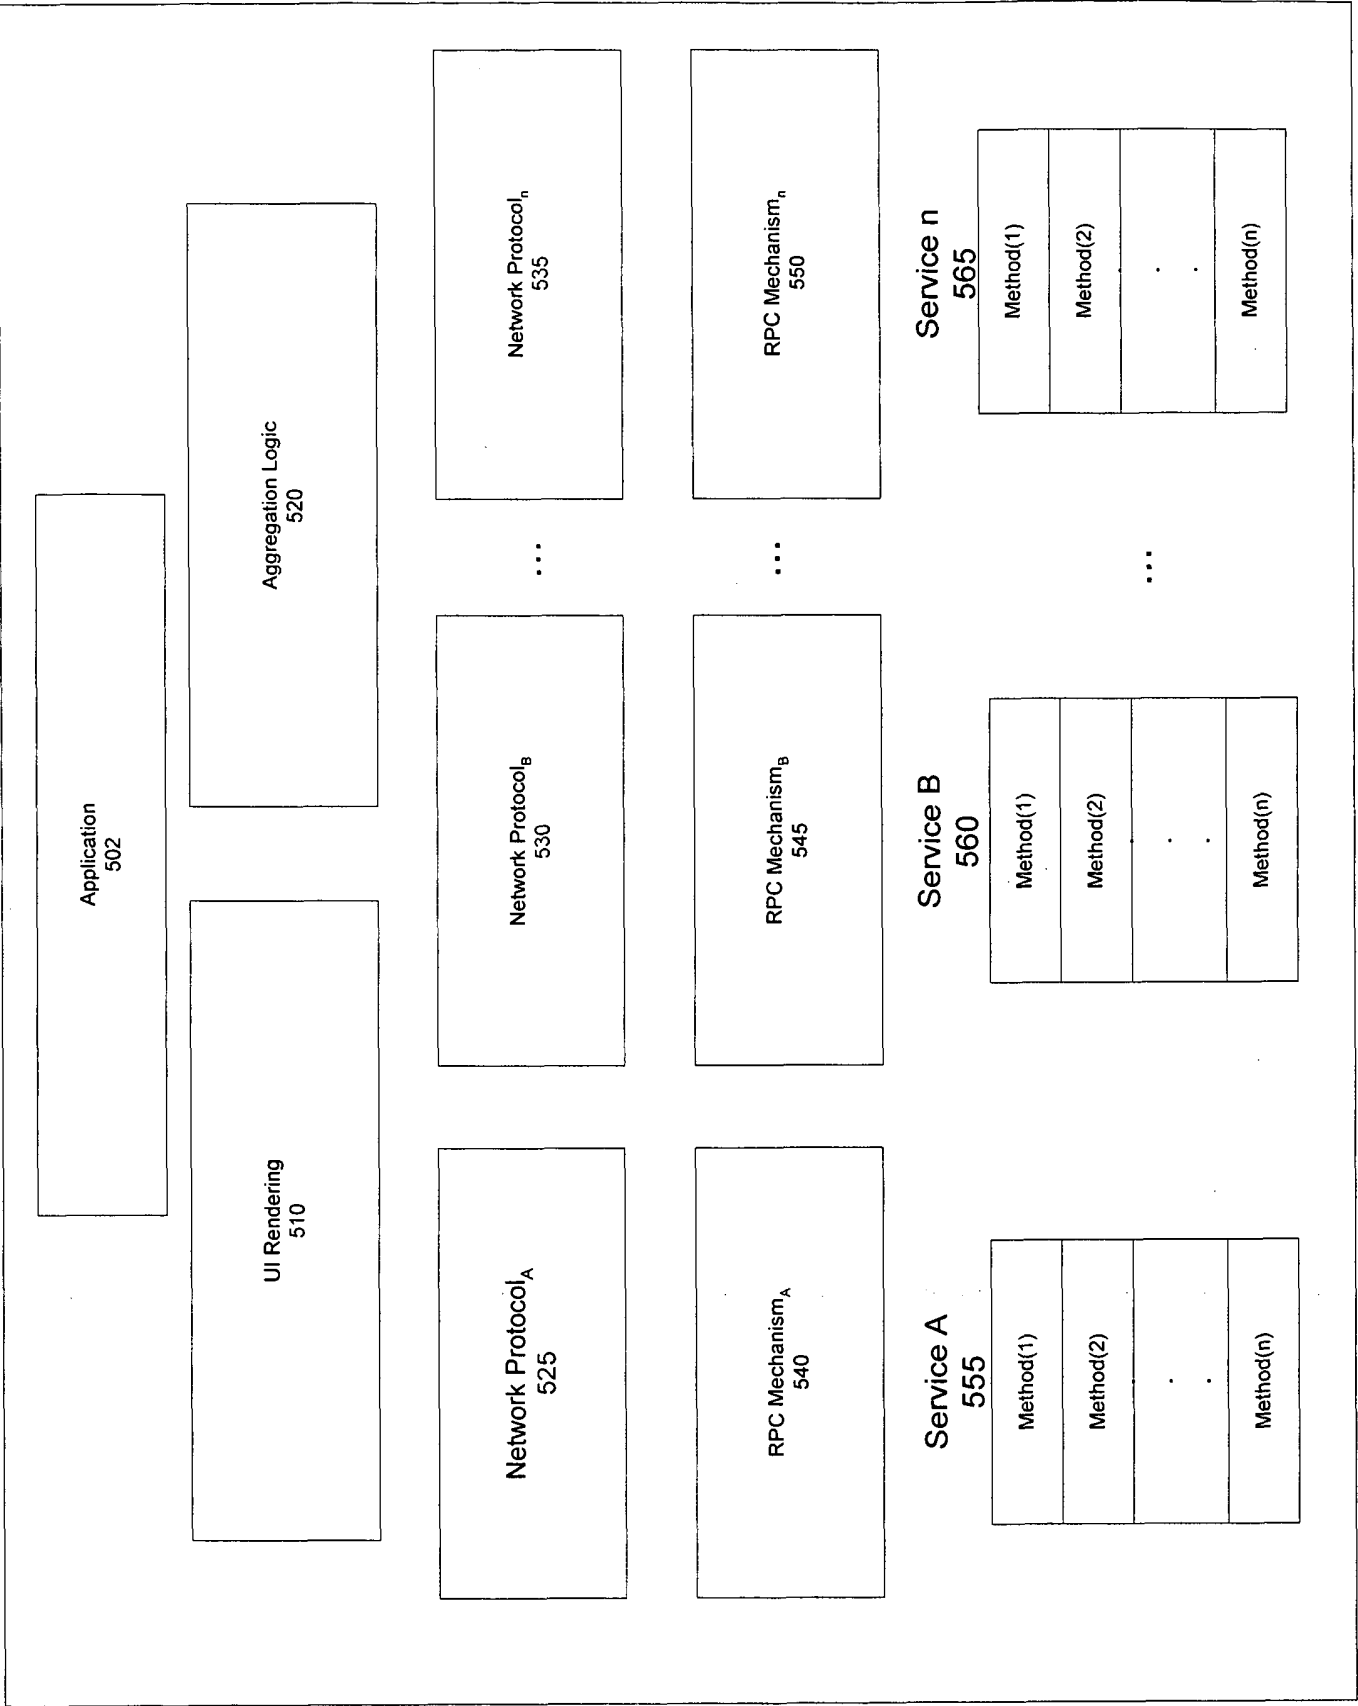 Application
502
UI Rendering
510
Aggregation Logic
520
Network Protocol_A
525
Network Protocol_B
530
...
Network Protocol_n
535
RPC Mechanism_A
540
RPC Mechanism_B
545
...
RPC Mechanism_n
550
Service A
555
Method(1)
Method(2)
.
.
Method(n)
Service B
560
Method(1)
Method(2)
.
.
Method(n)
...
Service n
565
Method(1)
Method(2)
.
.
Method(n)